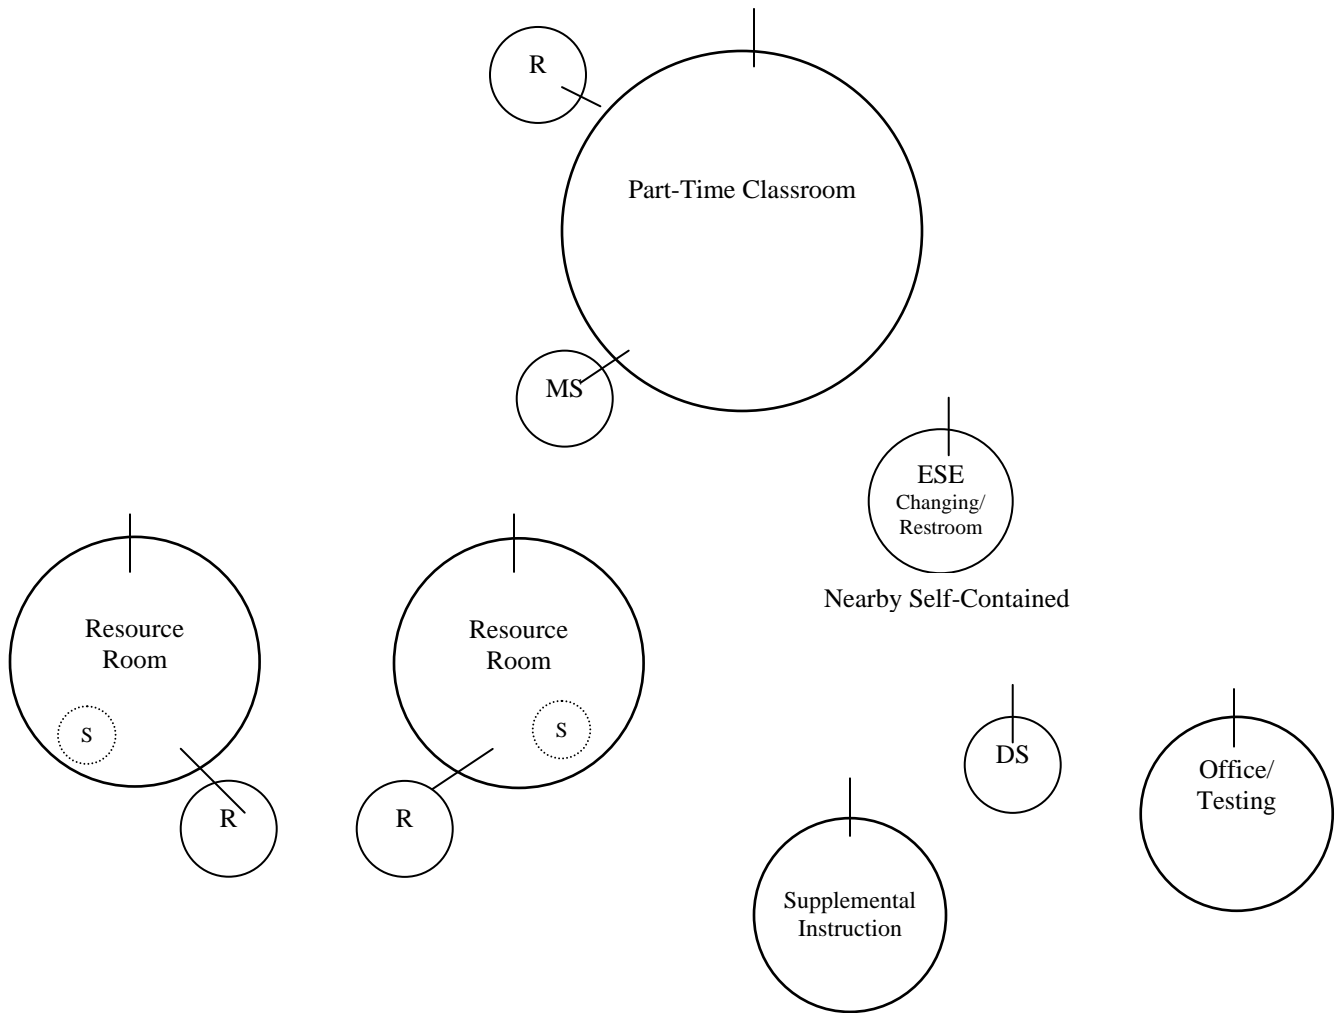 R
Part-Time Classroom
MS
ESE
Changing/
Restroom
Nearby Self-Contained
Resource
Room
S
R
Resource
Room
S
R
DS
Office/
Testing
Supplemental
Instruction